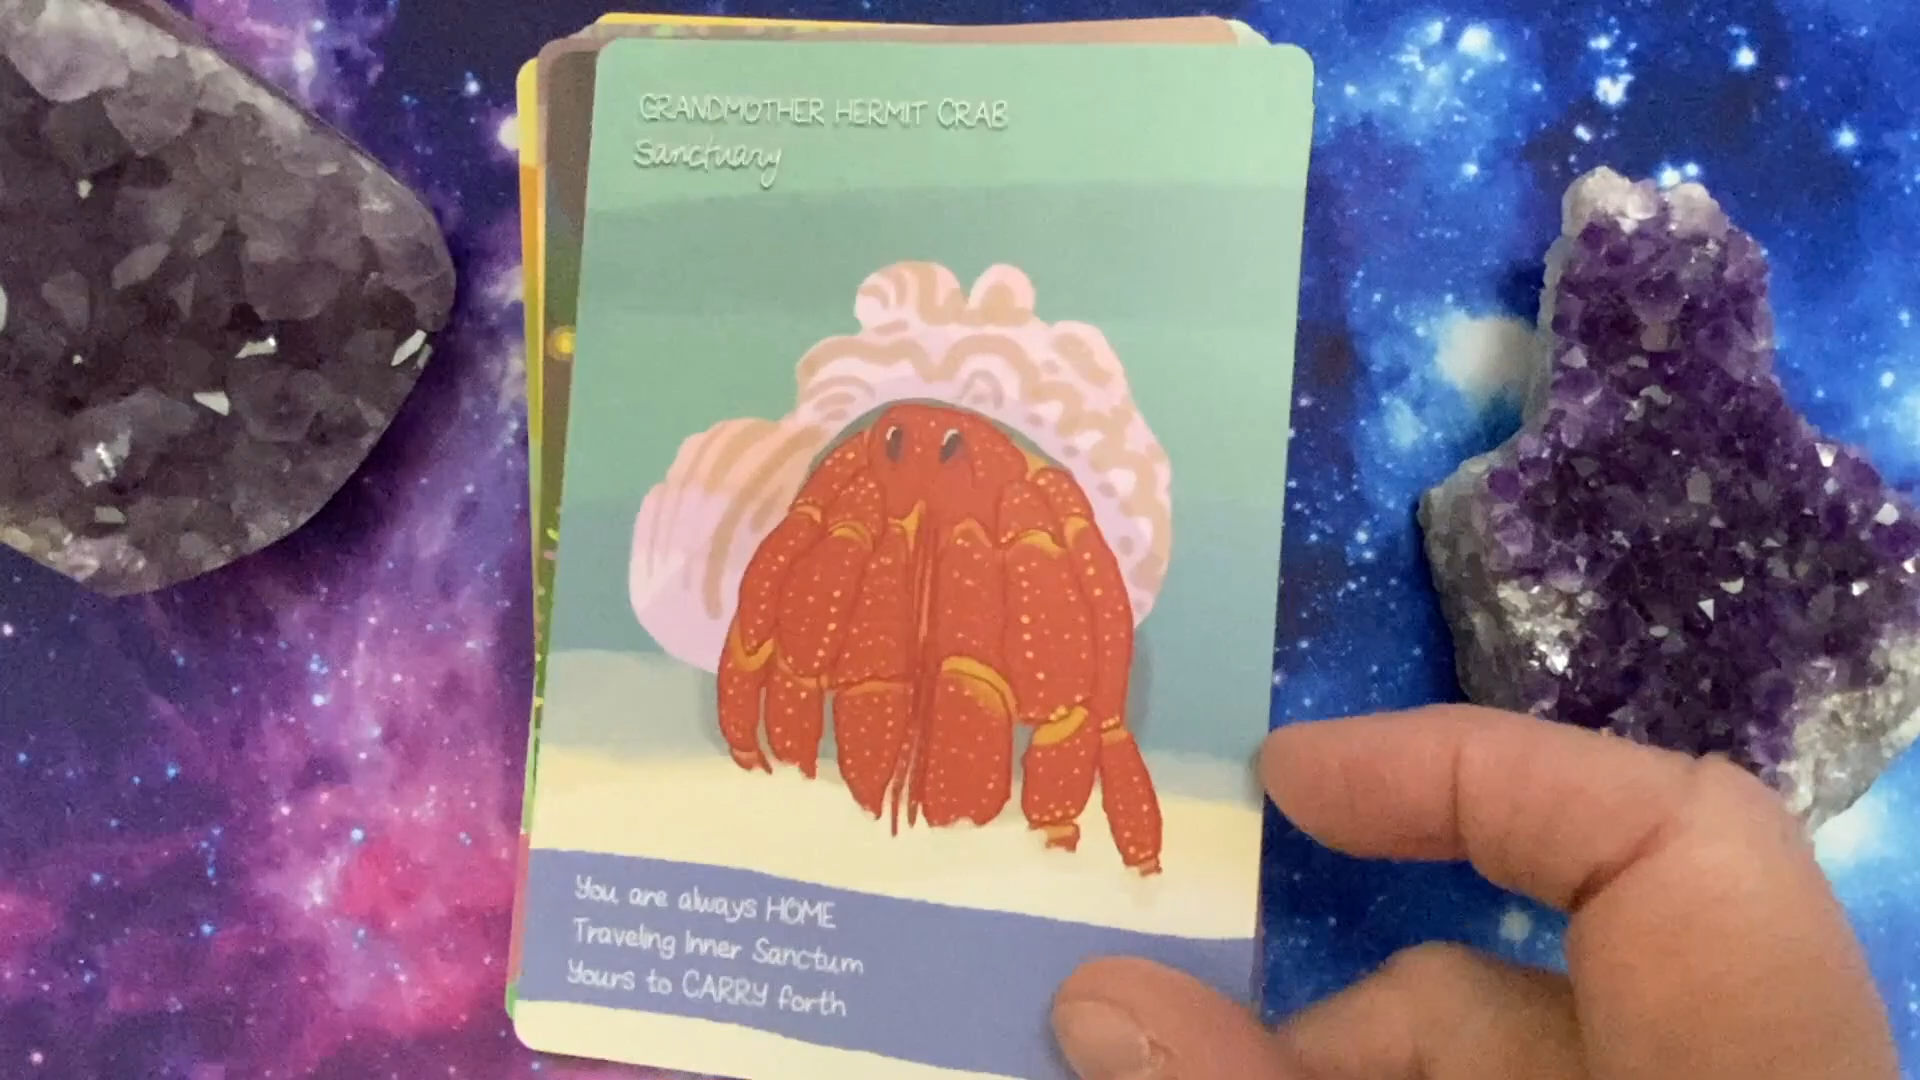 GRANDMOTHER HERMIT CRAB
Sanctuary
You are always HOME
Traveling Inner Sanctum
Yours to CARRY forth